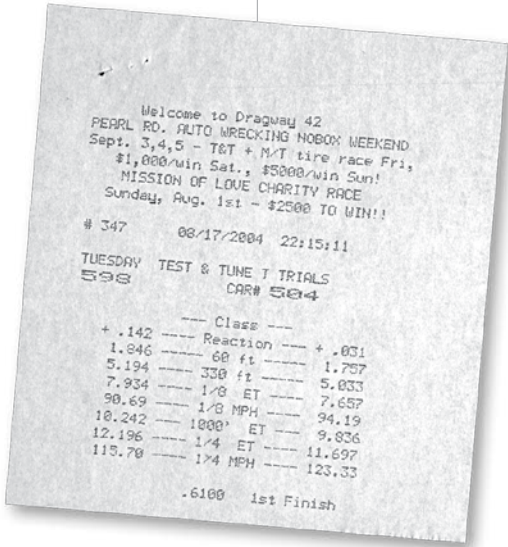 Welcome to Dragway 42
PEARL RD. AUTO WRECKING NOBOX WEEKEND
Sept. 3,4,5 - T&T + M/T tire race Fri,
$1,000/win Sat., $5000/win Sun!
MISSION OF LOVE CHARITY RACE
Sunday, Aug. 1st - $2500 TO WIN!!
# 347 08/17/2004 22:15:11
TUESDAY TEST & TUNE T TRIALS
598 CAR# 504
--- Class ---
+ .142 ---- Reaction --- + .031
1.846 ----- 60 ft ----- 1.757
5.194 ----- 330 ft ----- 5.033
7.934 ---- 1/8 ET ---- 7.657
90.69 ---- 1/8 MPH ---- 94.19
10.242 ---- 1000' ET ---- 9.836
12.196 ---- 1/4 ET ---- 11.697
115.70 ---- 1/4 MPH ---- 123.33
.6100 1st Finish